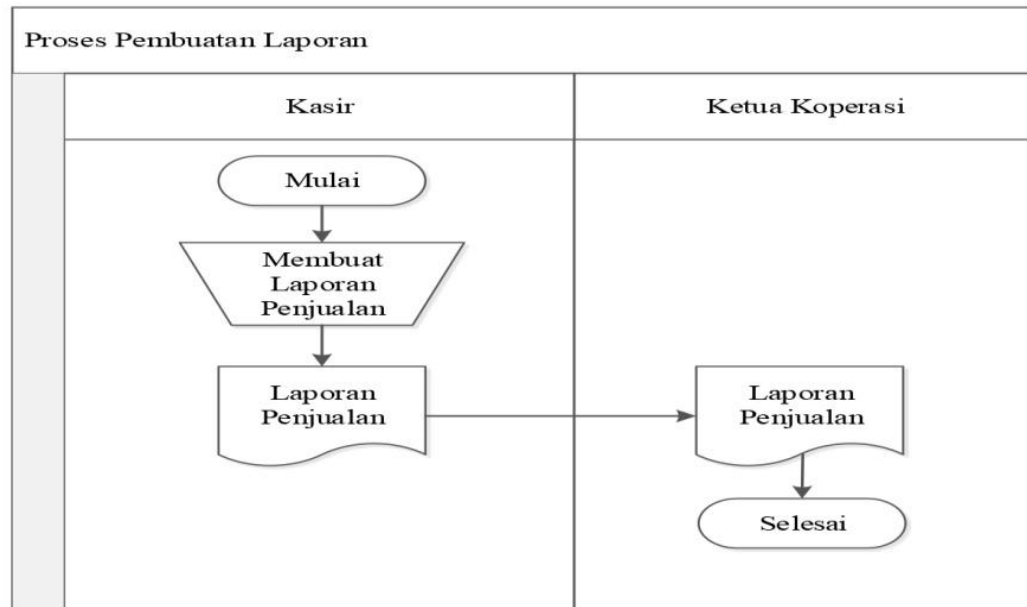 Proses Pembuatan Laporan
Kasir
Ketua Koperasi
Mulai
Membuat
Laporan
Penjualan
Laporan
Penjualan
Laporan
Penjualan
Selesai